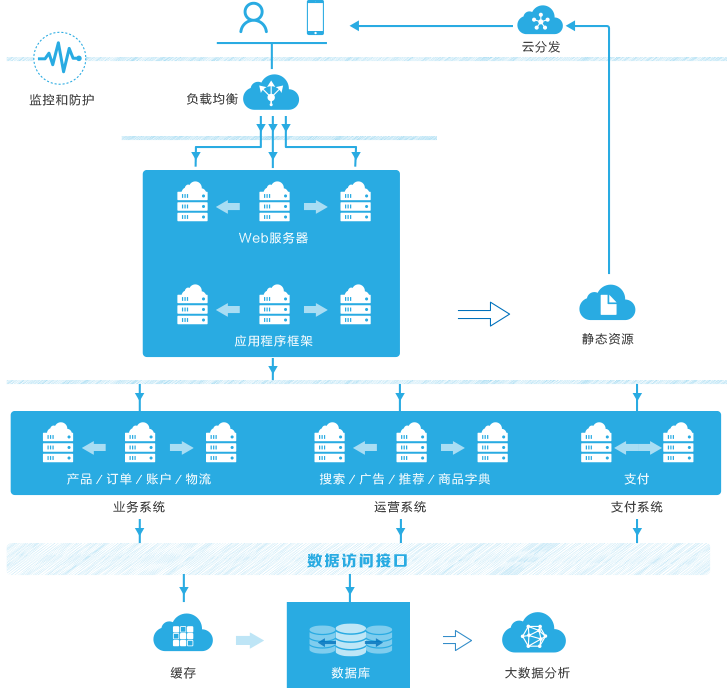 云分发
监控和防护
负载均衡
Web服务器
应用程序框架
静态资源
产品 / 订单 / 账户 / 物流
搜索 / 广告 / 推荐 / 商品字典
支付
业务系统
运营系统
支付系统
数据访问接口
缓存
数据库
大数据分析